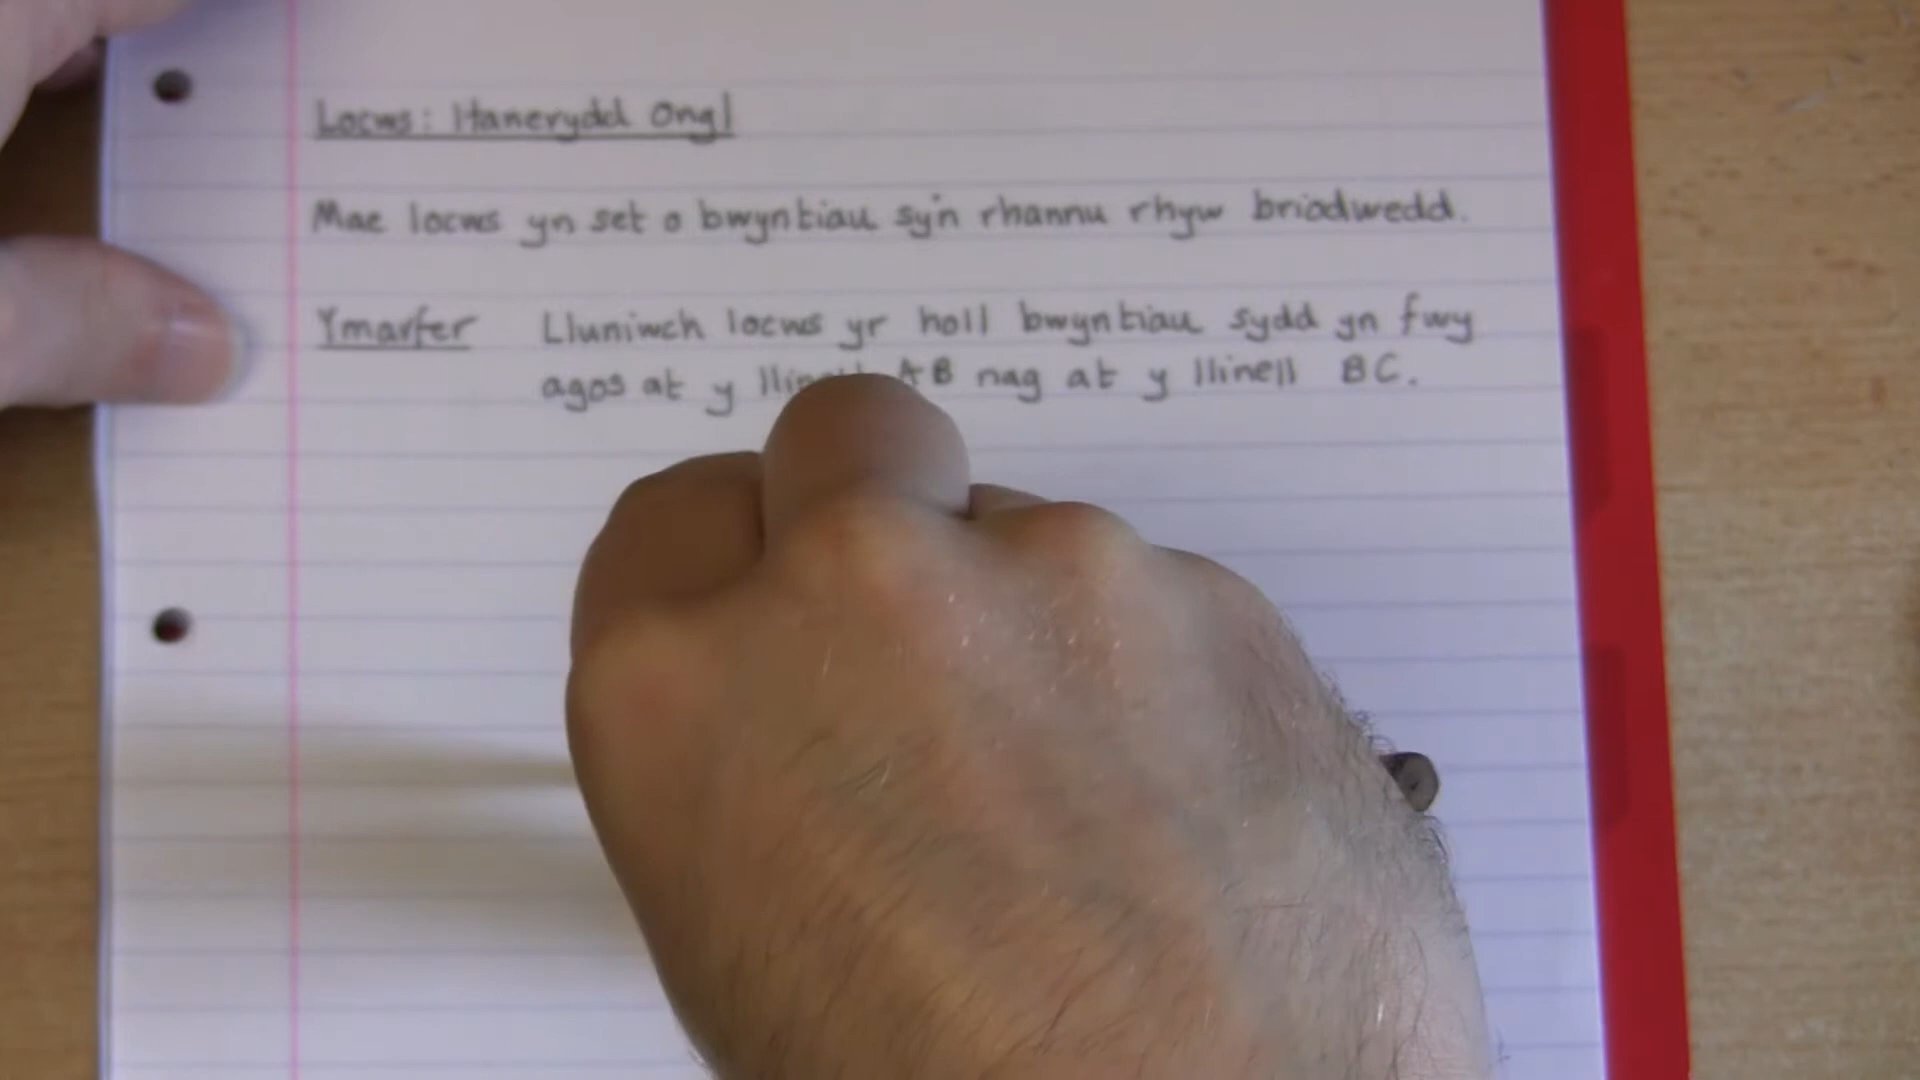 Locws: Hanerydd Ongl
Mae locws yn set o bwyntiau sy'n rhannu rhyw briodwedd.
Ymarfer Lluniwch locws yr holl bwyntiau sydd yn fwy
agos at y llinell AB nag at y llinell BC.